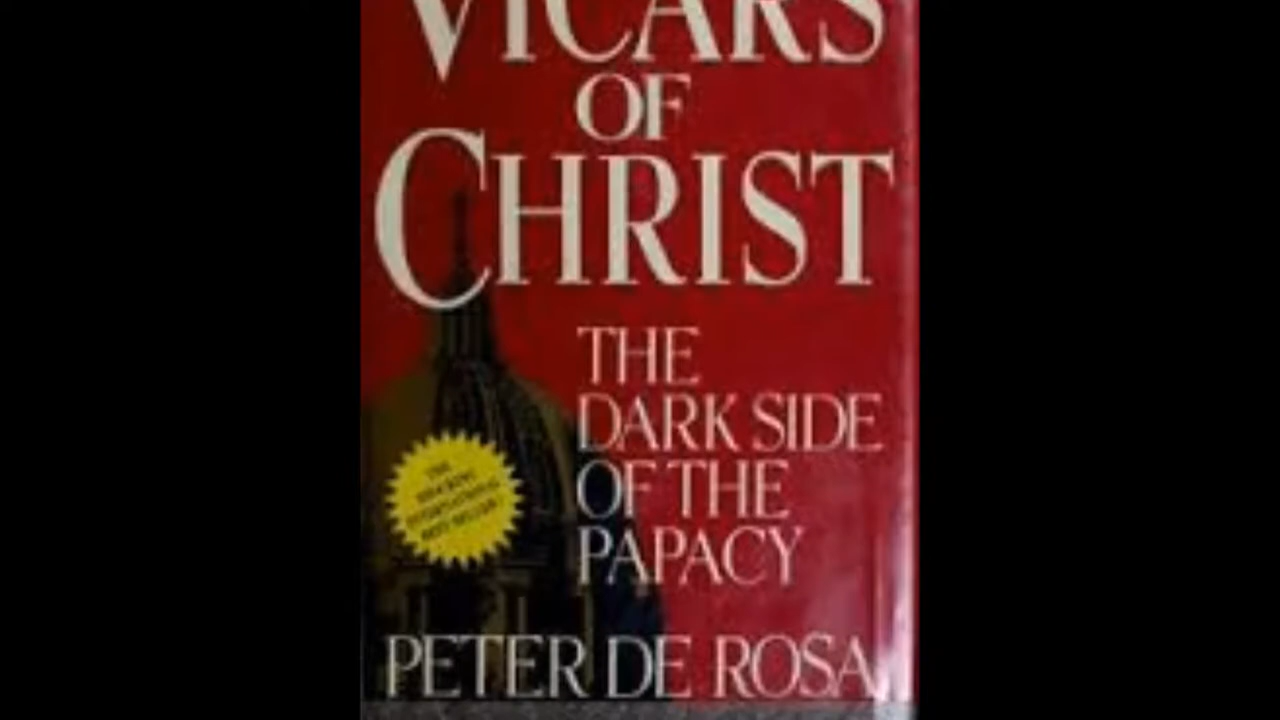 VICARS
OF
CHRIST
THE
DARK SIDE
OF THE
PAPACY
PETER DE ROSA